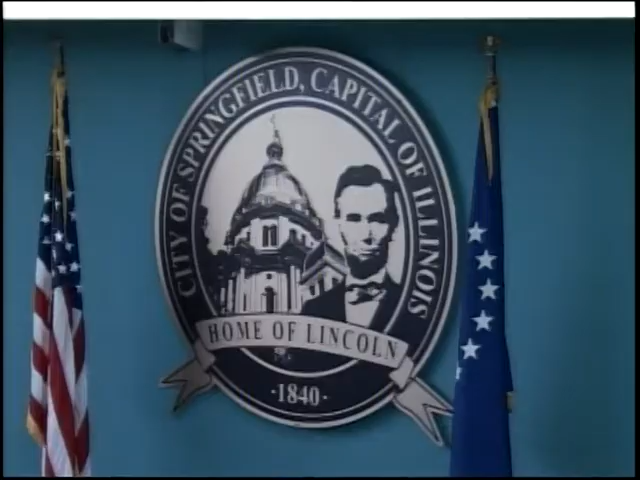 CITY OF SPRINGFIELD, CAPITAL OF ILLINOIS
HOME OF LINCOLN
·1840·